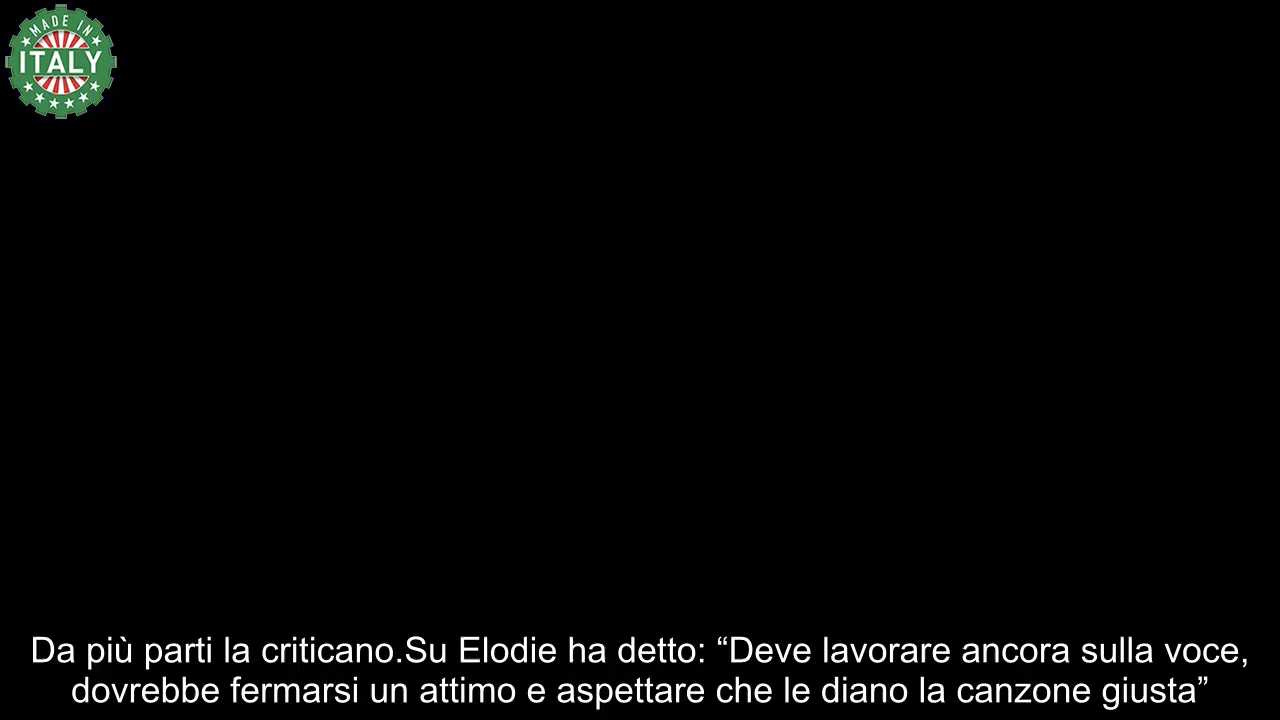 MADE IN
ITALY
Da più parti la criticano.Su Elodie ha detto: “Deve lavorare ancora sulla voce,
dovrebbe fermarsi un attimo e aspettare che le diano la canzone giusta”